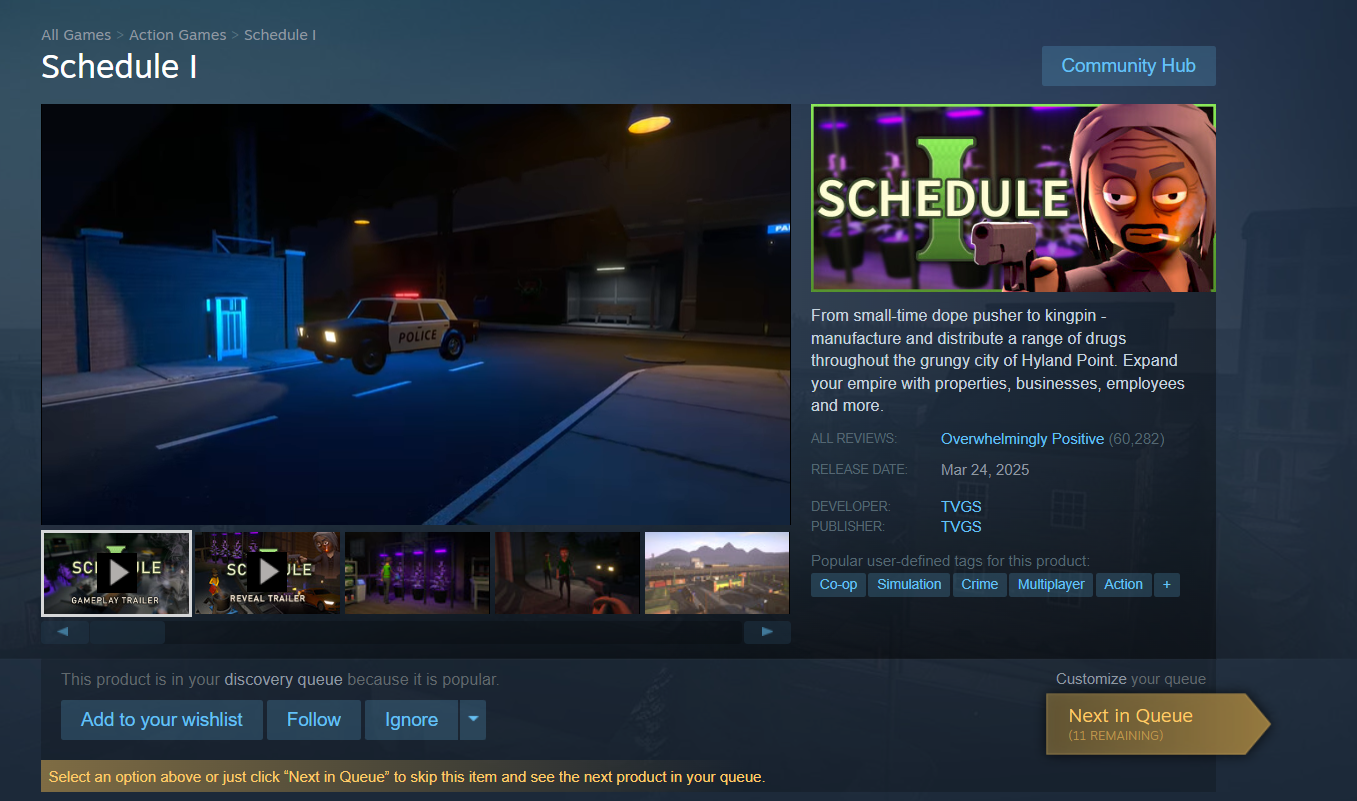 All Games > Action Games > Schedule I
Schedule I
Community Hub
POLICE
SCHEDULE
I
From small-time dope pusher to kingpin -
manufacture and distribute a range of drugs
throughout the grungy city of Hyland Point. Expand
your empire with properties, businesses, employees
and more.
ALL REVIEWS: Overwhelmingly Positive (60,282)
RELEASE DATE: Mar 24, 2025
DEVELOPER: TVGS
PUBLISHER: TVGS
Popular user-defined tags for this product:
Co-op Simulation Crime Multiplayer Action +
GAMEPLAY TRAILER
REVEAL TRAILER
This product is in your discovery queue because it is popular.
Add to your wishlist Follow Ignore
Customize your queue
Next in Queue
(11 REMAINING)
Select an option above or just click “Next in Queue” to skip this item and see the next product in your queue.